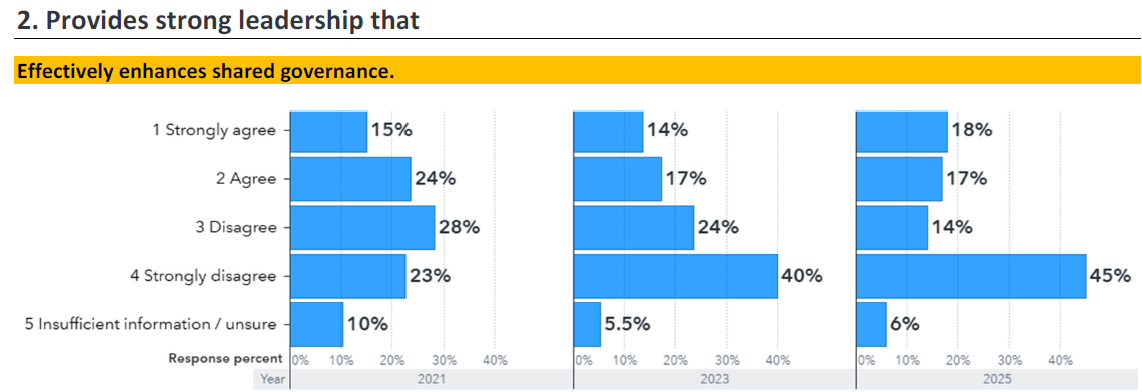 2. Provides strong leadership that
Effectively enhances shared governance.
1 Strongly agree 15% 14% 18%
2 Agree 24% 17% 17%
3 Disagree 28% 24% 14%
4 Strongly disagree 23% 40% 45%
5 Insufficient information / unsure 10% 5.5% 6%
Response percent 0% 10% 20% 30% 40% 0% 10% 20% 30% 40% 0% 10% 20% 30% 40%
Year 2021 2023 2025